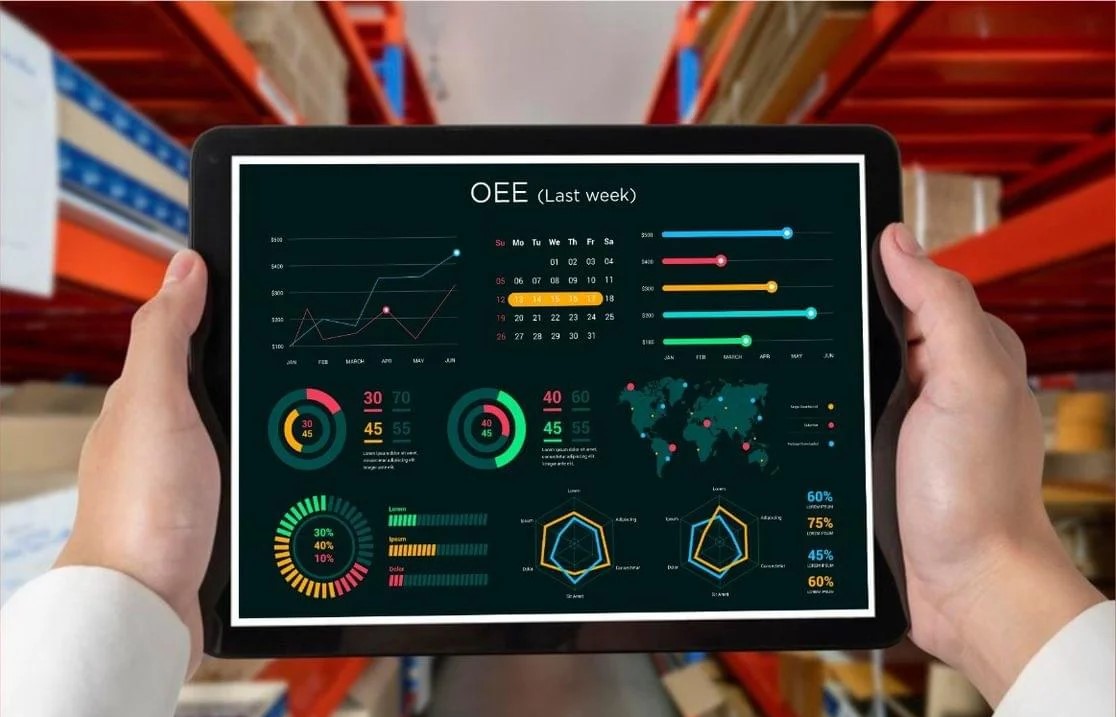 OEE (Last week)
$500
$400
$300
$200
$100
JAN FEB MARCH APR MAY JUN
Su Mo Tu We Th Fr Sa
01 02 03 04
05 06 07 08 09 10 11
12 13 14 15 16 17 18
19 20 21 22 23 24 25
26 27 28 29 30 31
$500
$400
$300
$200
$100
JAN FEB MARCH APR MAY JUN
30
45
30 70
45 55
Lorem ipsum dolor sit amet,
consectetur adipiscing elit.
Integer ante elit.
40
45
40 60
45 55
Lorem ipsum dolor sit amet,
consectetur adipiscing elit.
Integer ante elit.
30%
40%
10%
Lorem
Ipsum
Dolor
Lorem
Ipsum Adipiscing
Dolor Consectetur
Sit Amet
Lorem
Ipsum Adipiscing
Dolor Consectetur
Sit Amet
60%
LOREM IPSUM
75%
LOREM IPSUM
45%
LOREM IPSUM
60%
LOREM IPSUM